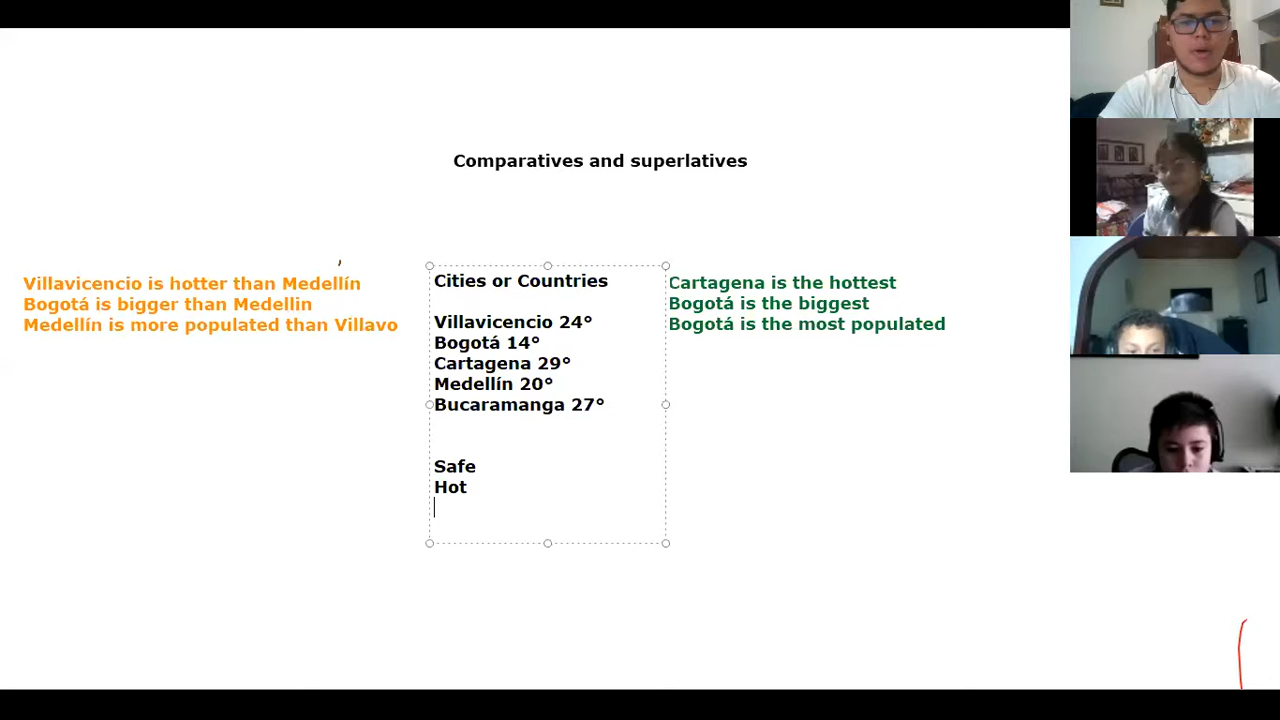 Comparatives and superlatives
Villavicencio is hotter than Medellín
Bogotá is bigger than Medellin
Medellín is more populated than Villavo
Cities or Countries
Villavicencio 24°
Bogotá 14°
Cartagena 29°
Medellín 20°
Bucaramanga 27°
Safe
Hot
Cartagena is the hottest
Bogotá is the biggest
Bogotá is the most populated